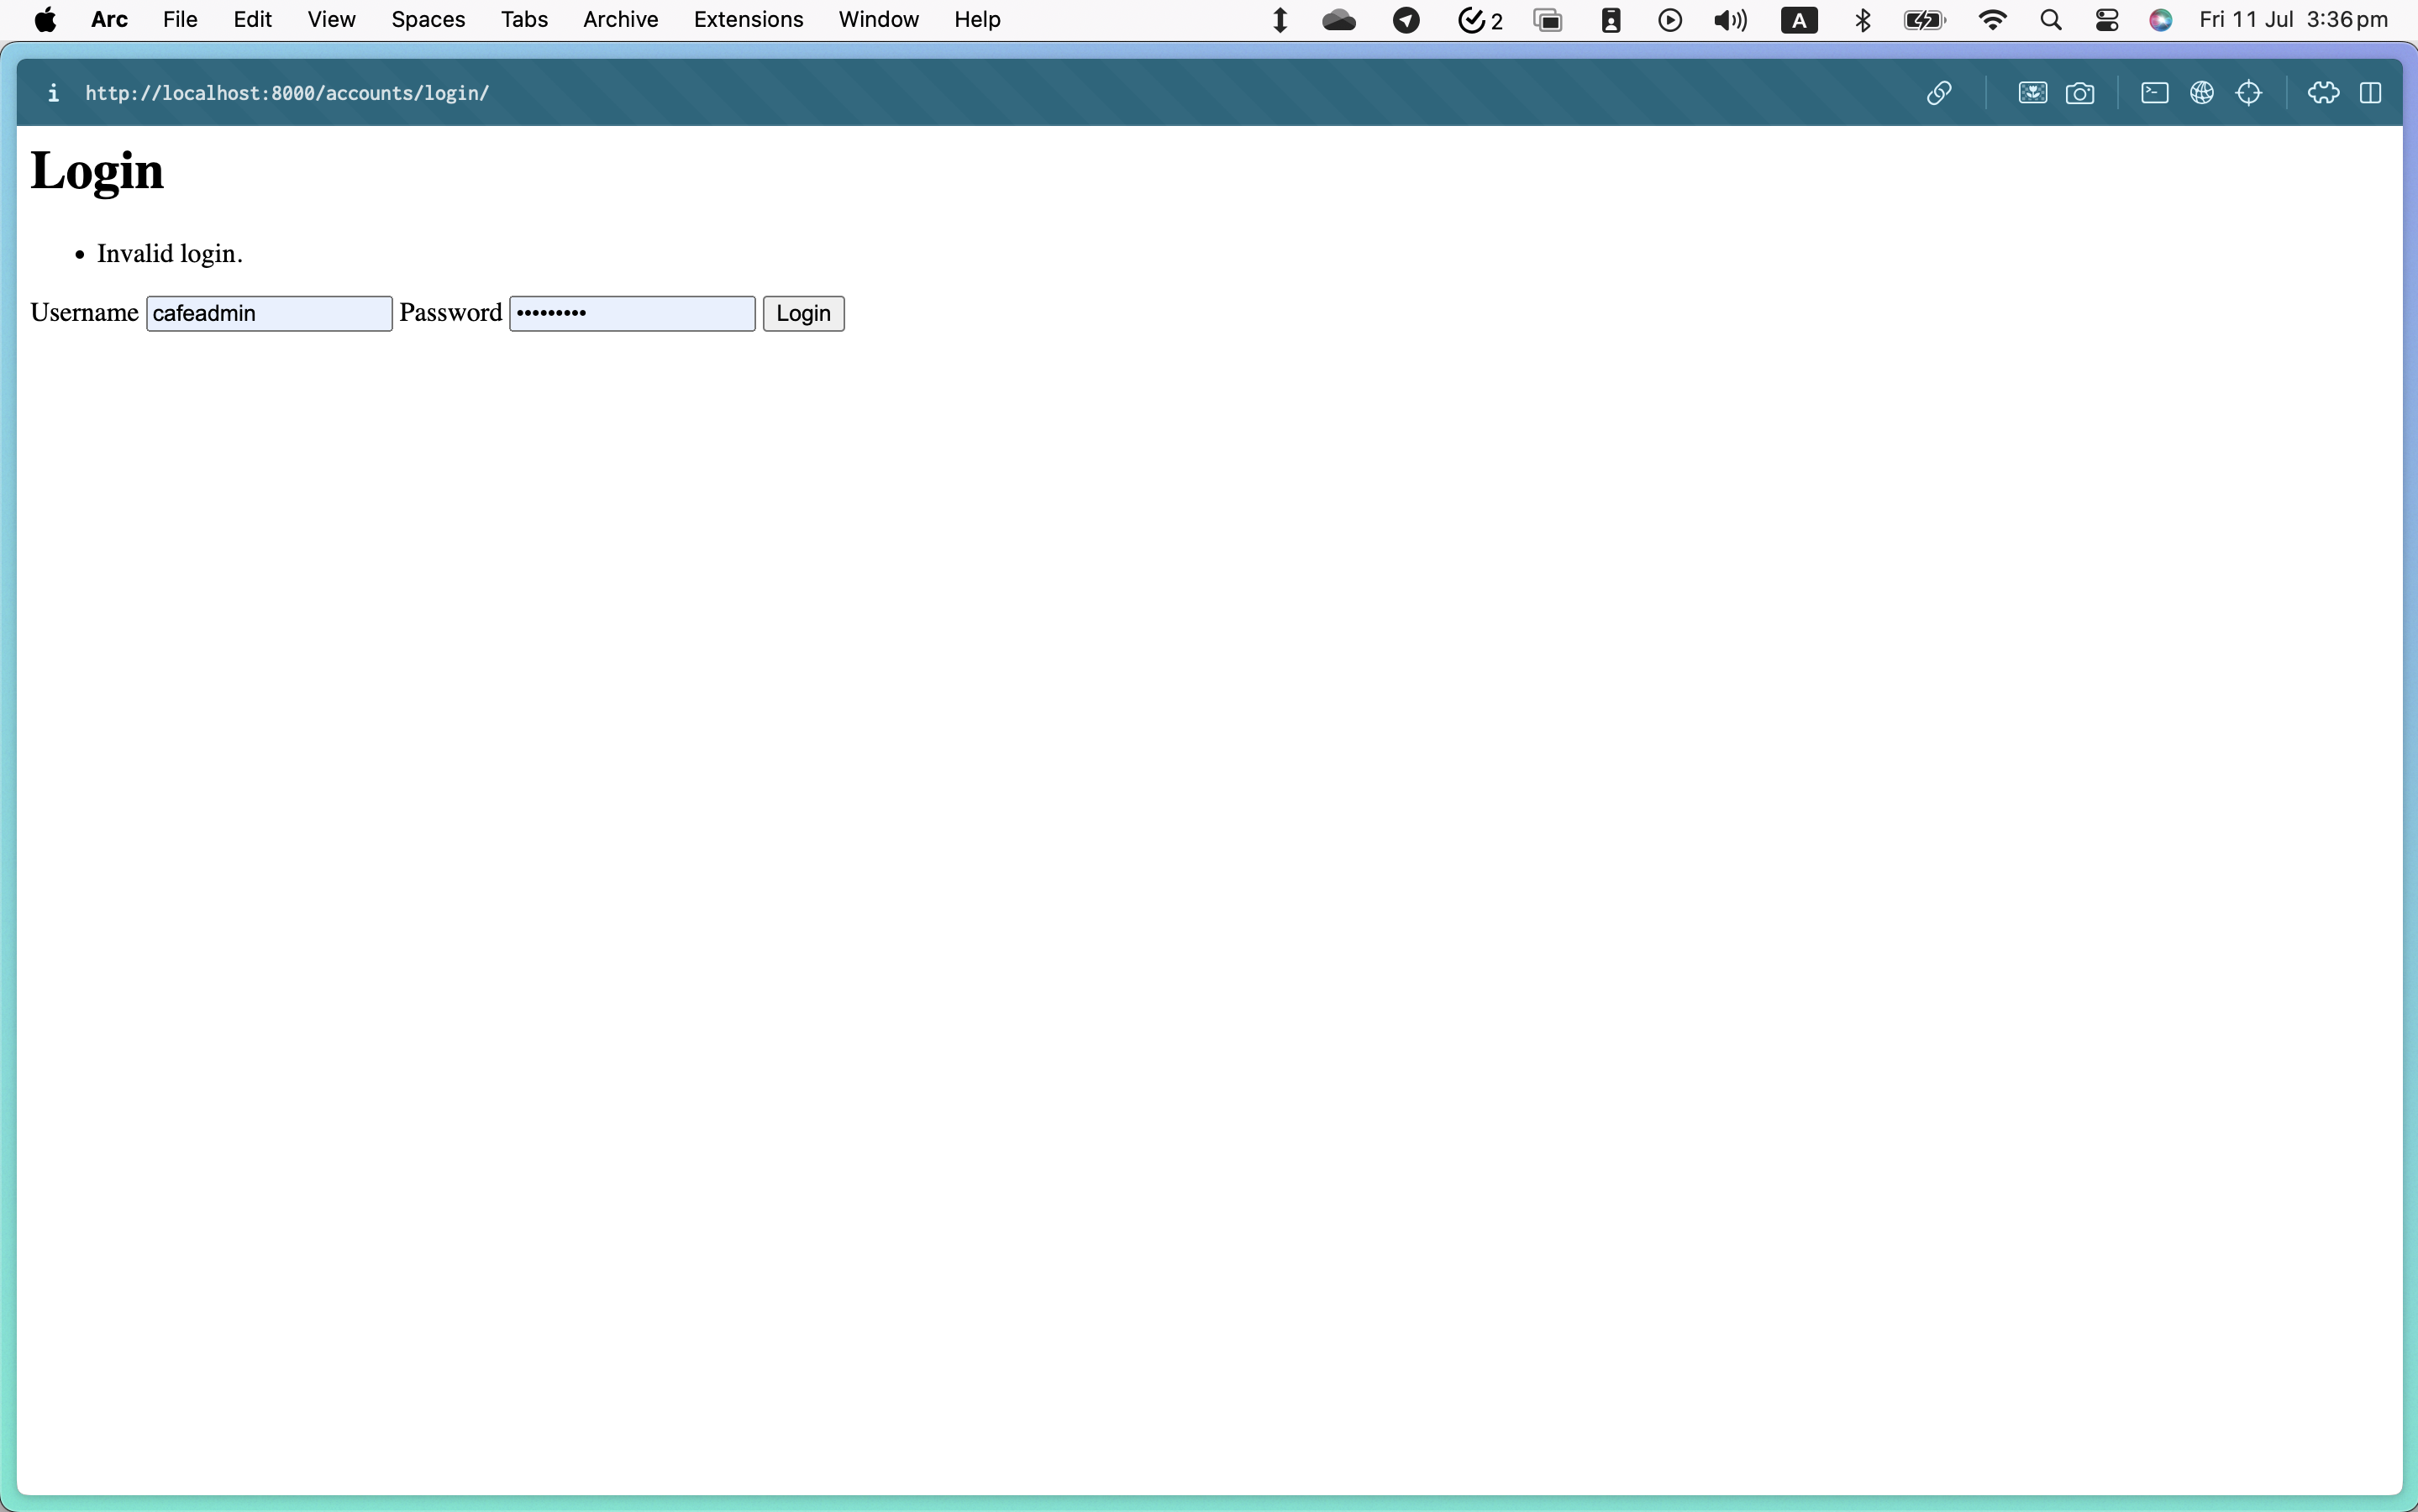 Arc File Edit View Spaces Tabs Archive Extensions Window Help 2 A Fri 11 Jul 3:36 pm
http://localhost:8000/accounts/login/
Login
• Invalid login.
Username cafeadmin Password ••••••••• Login